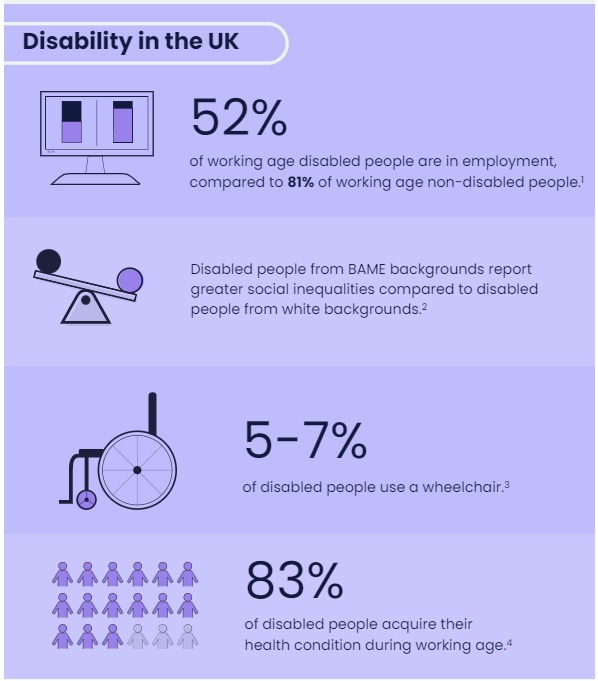 Disability in the UK
52%
of working age disabled people are in employment,
compared to 81% of working age non-disabled people.¹
Disabled people from BAME backgrounds report
greater social inequalities compared to disabled
people from white backgrounds.²
5-7%
of disabled people use a wheelchair.³
83%
of disabled people acquire their
health condition during working age.⁴